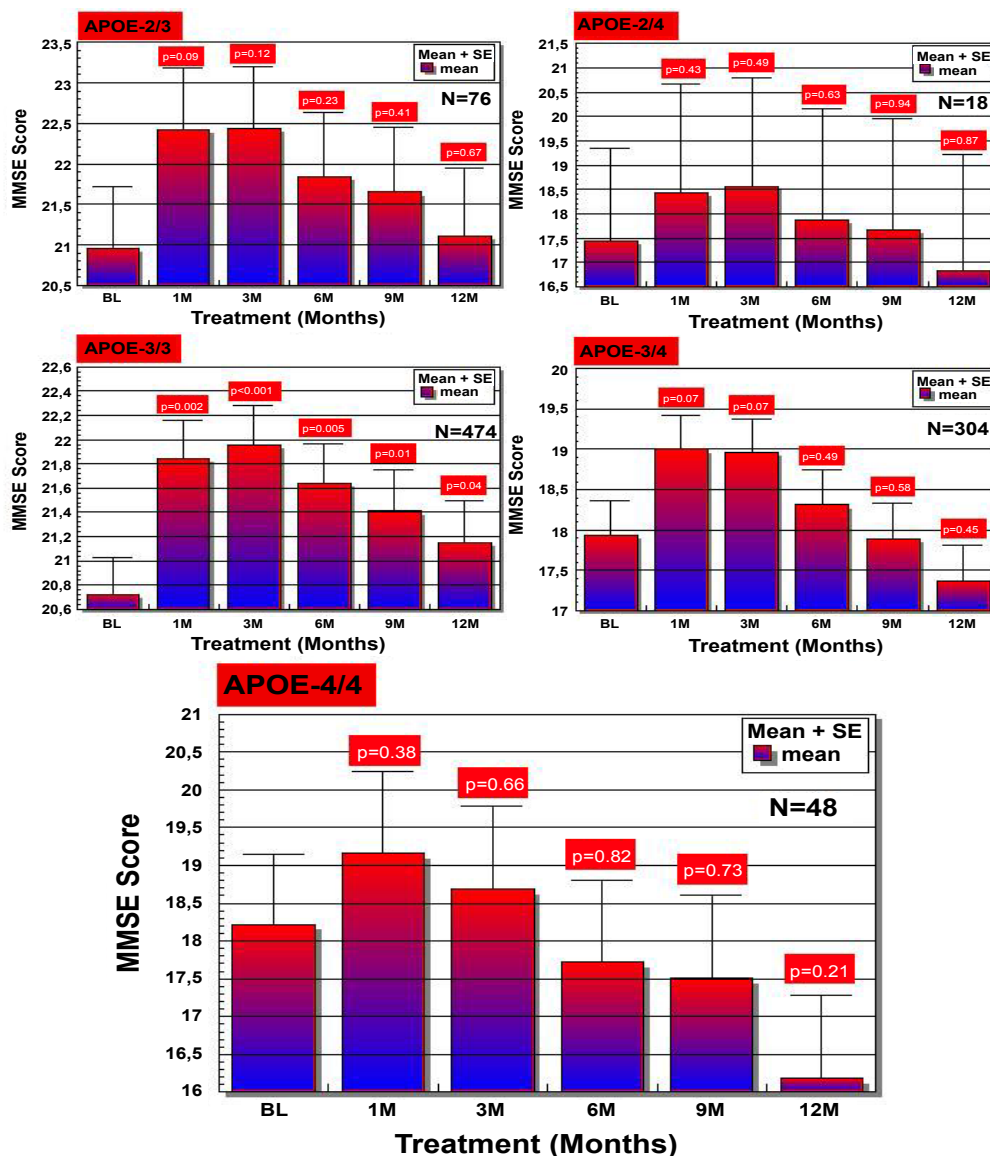 APOE-2/3
23,5
23
22,5
22
21,5
21
20,5
MMSE Score
p=0.09
p=0.12
p=0.23
p=0.41
p=0.67
Mean + SE
mean
N=76
BL 1M 3M 6M 9M 12M
Treatment (Months)
APOE-2/4
21,5
21
20,5
20
19,5
19
18,5
18
17,5
17
16,5
MMSE Score
p=0.43
p=0.49
p=0.63
p=0.94
p=0.87
Mean + SE
mean
N=18
BL 1M 3M 6M 9M 12M
Treatment (Months)
APOE-3/3
22,6
22,4
22,2
22
21,8
21,6
21,4
21,2
21
20,8
20,6
MMSE Score
p=0.002
p<0.001
p=0.005
p=0.01
p=0.04
Mean + SE
mean
N=474
BL 1M 3M 6M 9M 12M
Treatment (Months)
APOE-3/4
20
19,5
19
18,5
18
17,5
17
MMSE Score
p=0.07
p=0.07
p=0.49
p=0.58
p=0.45
Mean + SE
mean
N=304
BL 1M 3M 6M 9M 12M
Treatment (Months)
APOE-4/4
21
20,5
20
19,5
19
18,5
18
17,5
17
16,5
16
MMSE Score
p=0.38
p=0.66
p=0.82
p=0.73
p=0.21
Mean + SE
mean
N=48
BL 1M 3M 6M 9M 12M
Treatment (Months)